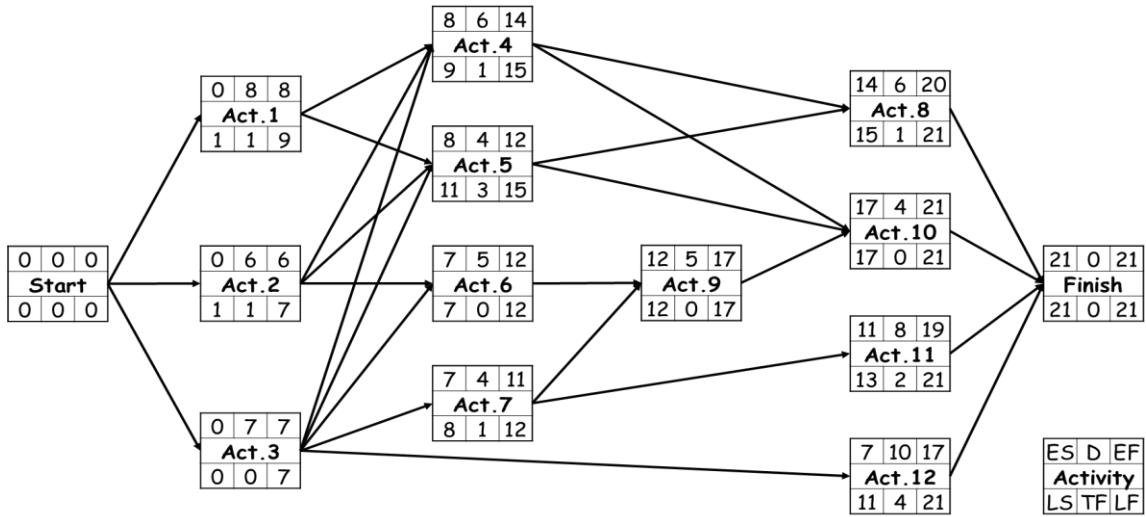 0 0 0
Start
0 0 0
0 8 8
Act.1
1 1 9
0 6 6
Act.2
1 1 7
0 7 7
Act.3
0 0 7
8 6 14
Act.4
9 1 15
8 4 12
Act.5
11 3 15
7 5 12
Act.6
7 0 12
7 4 11
Act.7
8 1 12
12 5 17
Act.9
12 0 17
14 6 20
Act.8
15 1 21
17 4 21
Act.10
17 0 21
11 8 19
Act.11
13 2 21
7 10 17
Act.12
11 4 21
21 0 21
Finish
21 0 21
ES D EF
Activity
LS TF LF